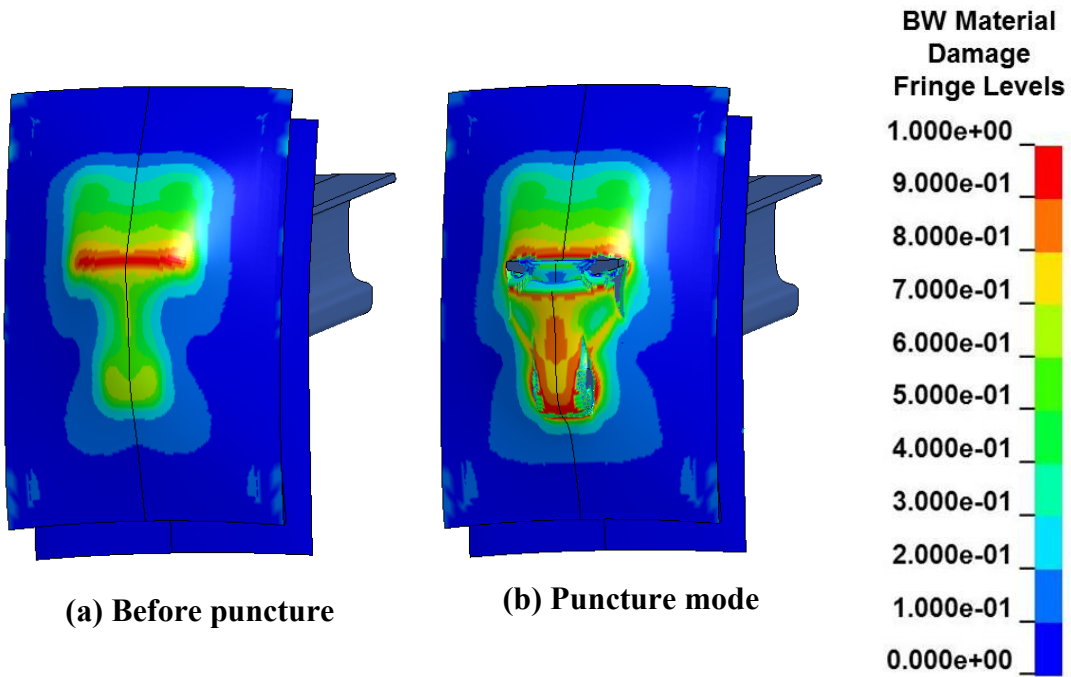 BW Material
Damage
Fringe Levels
1.000e+00
9.000e-01
8.000e-01
7.000e-01
6.000e-01
5.000e-01
4.000e-01
3.000e-01
2.000e-01
1.000e-01
0.000e+00
(a) Before puncture
(b) Puncture mode